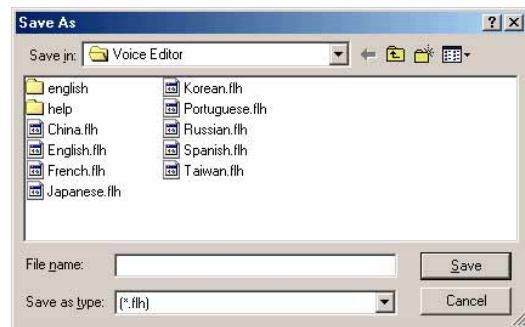 Save As
Save in: Voice Editor
english
help
China.flh
English.flh
French.flh
Japanese.flh
Korean.flh
Portuguese.flh
Russian.flh
Spanish.flh
Taiwan.flh
File name:
Save
Save as type: (*.flh)
Cancel